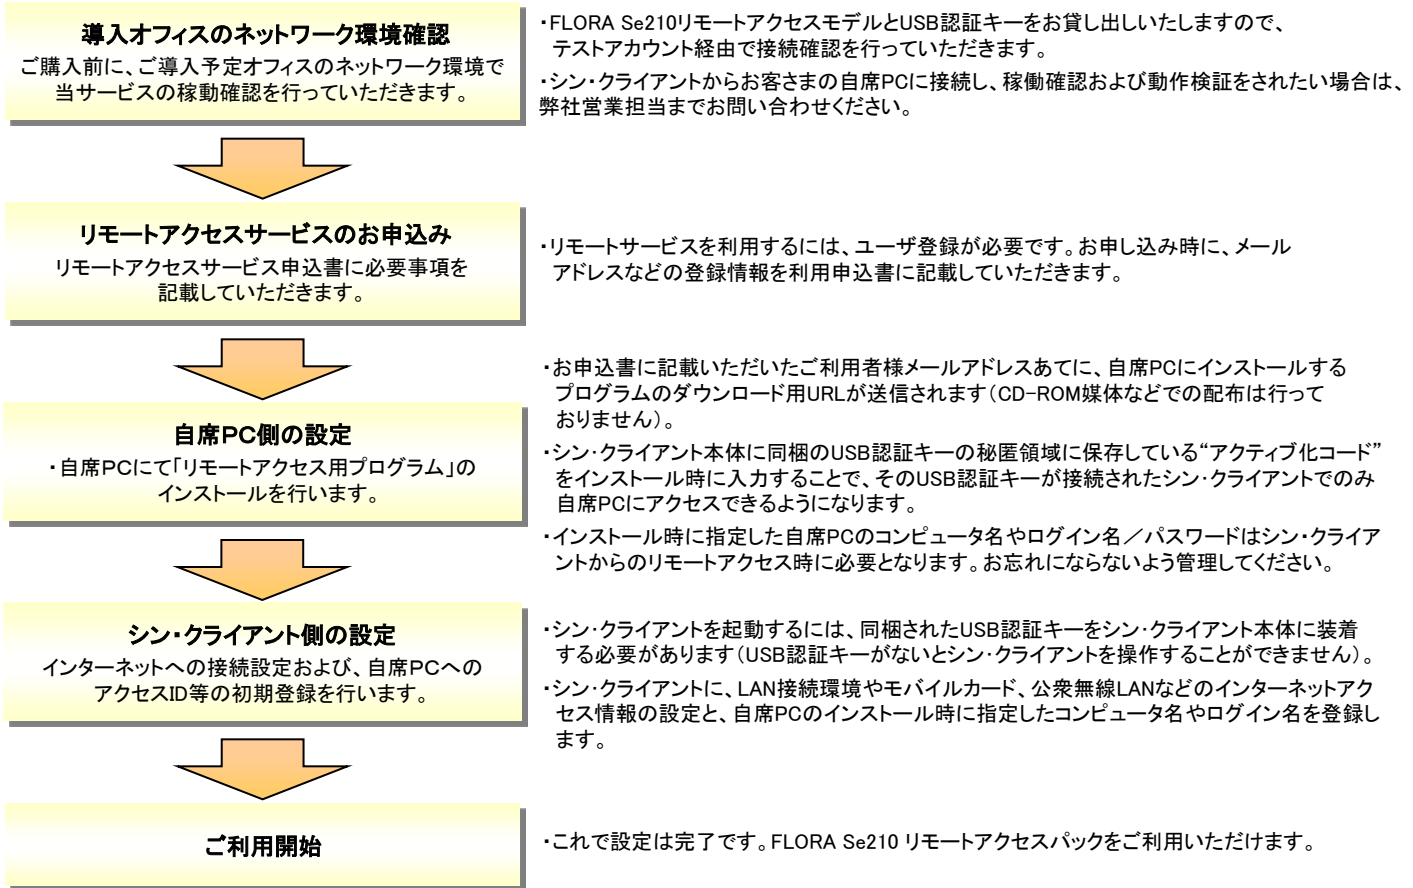 導入オフィスのネットワーク環境確認
ご購入前に、ご導入予定オフィスのネットワーク環境で
当サービスの稼動確認を行っていただきます。
・FLORA Se210リモートアクセスモデルとUSB認証キーをお貸し出しいたしますので、
テストアカウント経由で接続確認を行っていただきます。
・シン・クライアントからお客さまの自席PCに接続し、稼働確認および動作検証をされたい場合は、
弊社営業担当までお問い合わせください。
リモートアクセスサービスのお申込み
リモートアクセスサービス申込書に必要事項を
記載していただきます。
・リモートサービスを利用するには、ユーザ登録が必要です。お申し込み時に、メール
アドレスなどの登録情報を利用申込書に記載していただきます。
自席PC側の設定
・自席PCにて「リモートアクセス用プログラム」の
インストールを行います。
・お申込書に記載いただいたご利用者様メールアドレスあてに、自席PCにインストールする
プログラムのダウンロード用URLが送信されます(CD-ROM媒体などでの配布は行って
おりません)。
・シン・クライアント本体に同梱のUSB認証キーの秘匿領域に保存している“アクティブ化コード”
をインストール時に入力することで、そのUSB認証キーが接続されたシン・クライアントでのみ
自席PCにアクセスできるようになります。
・インストール時に指定した自席PCのコンピュータ名やログイン名/パスワードはシン・クライア
ントからのリモートアクセス時に必要となります。お忘れにならないよう管理してください。
シン・クライアント側の設定
インターネットへの接続設定および、自席PCへの
アクセスID等の初期登録を行います。
・シン・クライアントを起動するには、同梱されたUSB認証キーをシン・クライアント本体に装着
する必要があります(USB認証キーがないとシン・クライアントを操作することができません)。
・シン・クライアントに、LAN接続環境やモバイルカード、公衆無線LANなどのインターネットアク
セス情報の設定と、自席PCのインストール時に指定したコンピュータ名やログイン名を登録し
ます。
ご利用開始
・これで設定は完了です。FLORA Se210 リモートアクセスパックをご利用いただけます。